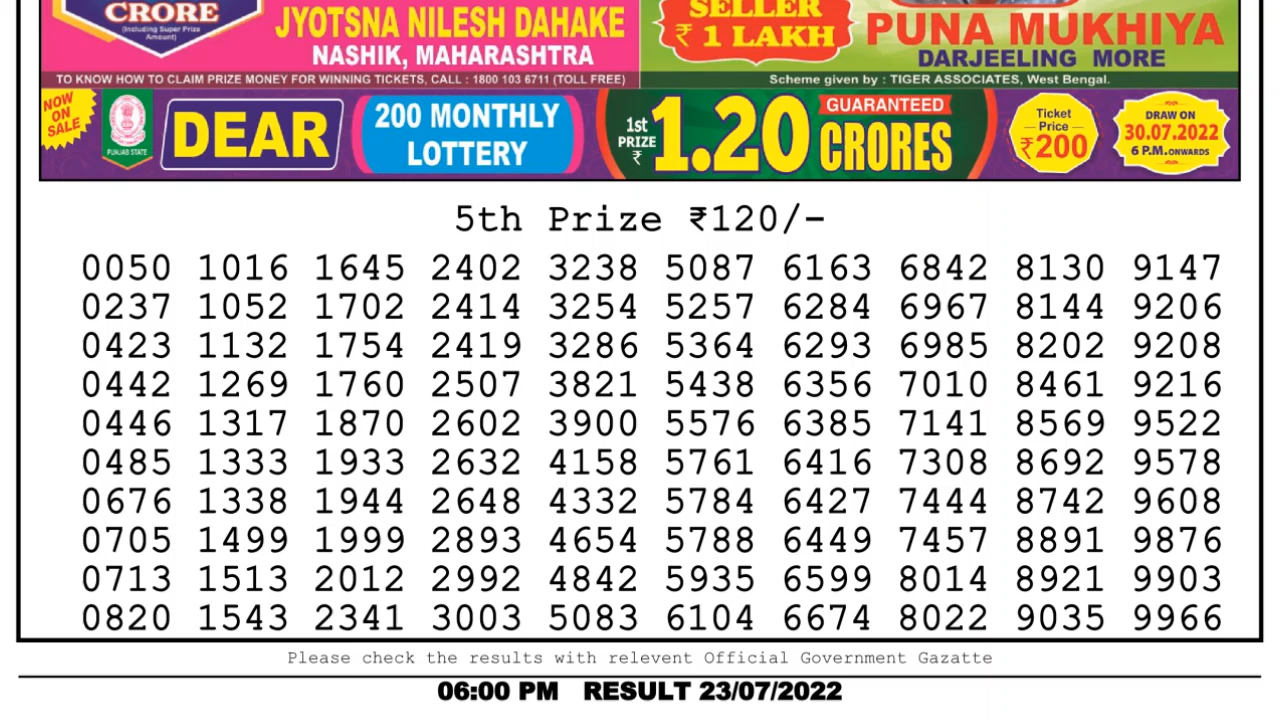 CRORE
(Including Super Prize
Amount)
JYOTSNA NILESH DAHAKE
NASHIK, MAHARASHTRA
SELLER
₹ 1 LAKH
PUNA MUKHIYA
DARJEELING MORE
TO KNOW HOW TO CLAIM PRIZE MONEY FOR WINNING TICKETS, CALL : 1800 103 6711 (TOLL FREE)
Scheme given by : TIGER ASSOCIATES, West Bengal.
NOW
ON
SALE
PUNJAB STATE
DEAR
200 MONTHLY
LOTTERY
1st
PRIZE
₹
1.20
GUARANTEED
CRORES
Ticket
Price
₹200
DRAW ON
30.07.2022
6 P.M. ONWARDS
5th Prize ₹120/-
0050 1016 1645 2402 3238 5087 6163 6842 8130 9147
0237 1052 1702 2414 3254 5257 6284 6967 8144 9206
0423 1132 1754 2419 3286 5364 6293 6985 8202 9208
0442 1269 1760 2507 3821 5438 6356 7010 8461 9216
0446 1317 1870 2602 3900 5576 6385 7141 8569 9522
0485 1333 1933 2632 4158 5761 6416 7308 8692 9578
0676 1338 1944 2648 4332 5784 6427 7444 8742 9608
0705 1499 1999 2893 4654 5788 6449 7457 8891 9876
0713 1513 2012 2992 4842 5935 6599 8014 8921 9903
0820 1543 2341 3003 5083 6104 6674 8022 9035 9966
Please check the results with relevent Official Government Gazatte
06:00 PM RESULT 23/07/2022